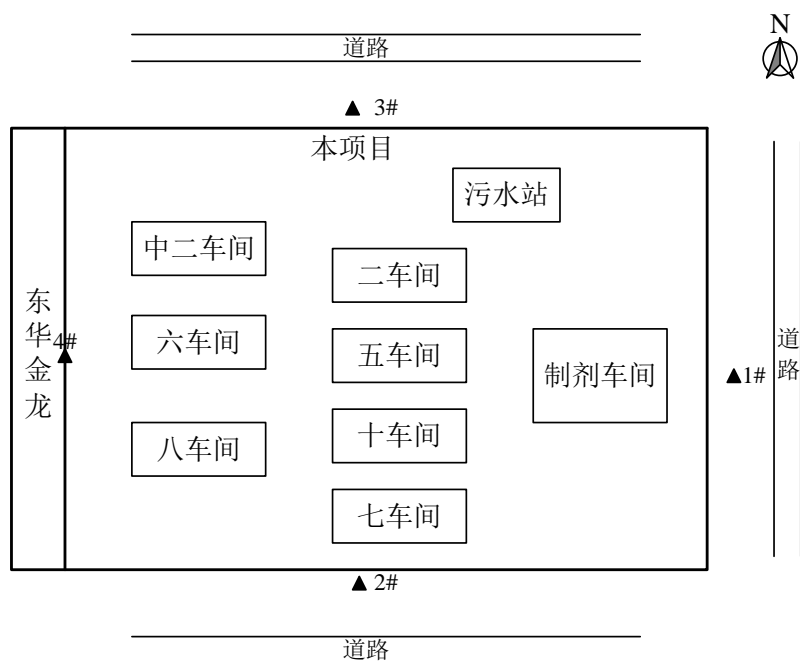 道路
N
▲ 3#
本项目
污水站
中二车间
二车间
东华金龙
4#
▲
六车间
五车间
制剂车间
▲1#
道路
八车间
十车间
七车间
▲2#
道路